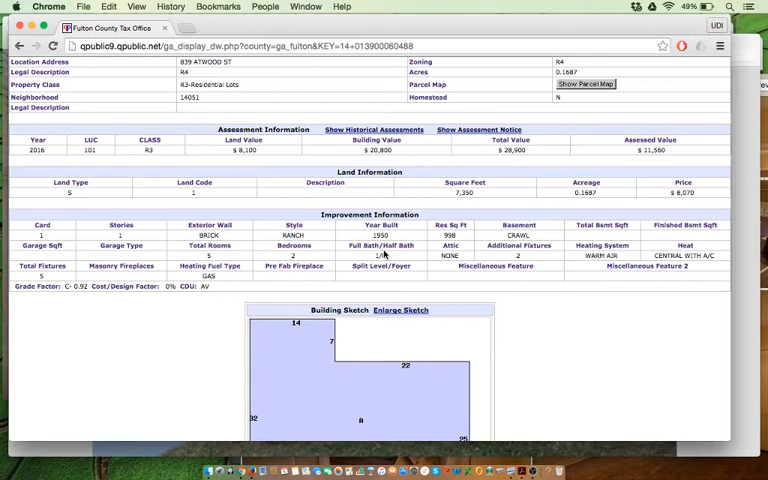 Chrome File Edit View History Bookmarks People Window Help 49%
Fulton County Tax Office UDI
qpublic9.qpublic.net/ga_display_dw.php?county=ga_fulton&KEY=14+013900060488
Location Address 839 ATWOOD ST Zoning R4
Legal Description R4 Acres 0.1687
Property Class R3-Residential Lots Parcel Map Show Parcel Map
Neighborhood 14051 Homestead N
Legal Description
Assessment Information Show Historical Assessments Show Assessment Notice
Year LUC CLASS Land Value Building Value Total Value Assessed Value
2016 101 R3 $ 8,100 $ 20,800 $ 28,900 $ 11,560
Land Information
Land Type Land Code Description Square Feet Acreage Price
S 1 7,350 0.1687 $ 8,070
Improvement Information
Card Stories Exterior Wall Style Year Built Res Sq Ft Basement Total Bsmt Sqft Finished Bsmt Sqft
1 1 BRICK RANCH 1950 998 CRAWL
Garage Sqft Garage Type Total Rooms Bedrooms Full Bath/Half Bath Attic Additional Fixtures Heating System Heat
5 2 1/ NONE 2 WARM AIR CENTRAL WITH A/C
Total Fixtures Masonry Fireplaces Heating Fuel Type Pre Fab Fireplace Split Level/Foyer Miscellaneous Feature Miscellaneous Feature 2
5 GAS
Grade Factor: C- 0.92 Cost/Design Factor: 0% CDU: AV
Building Sketch Enlarge Sketch
14
7
22
32
A
25